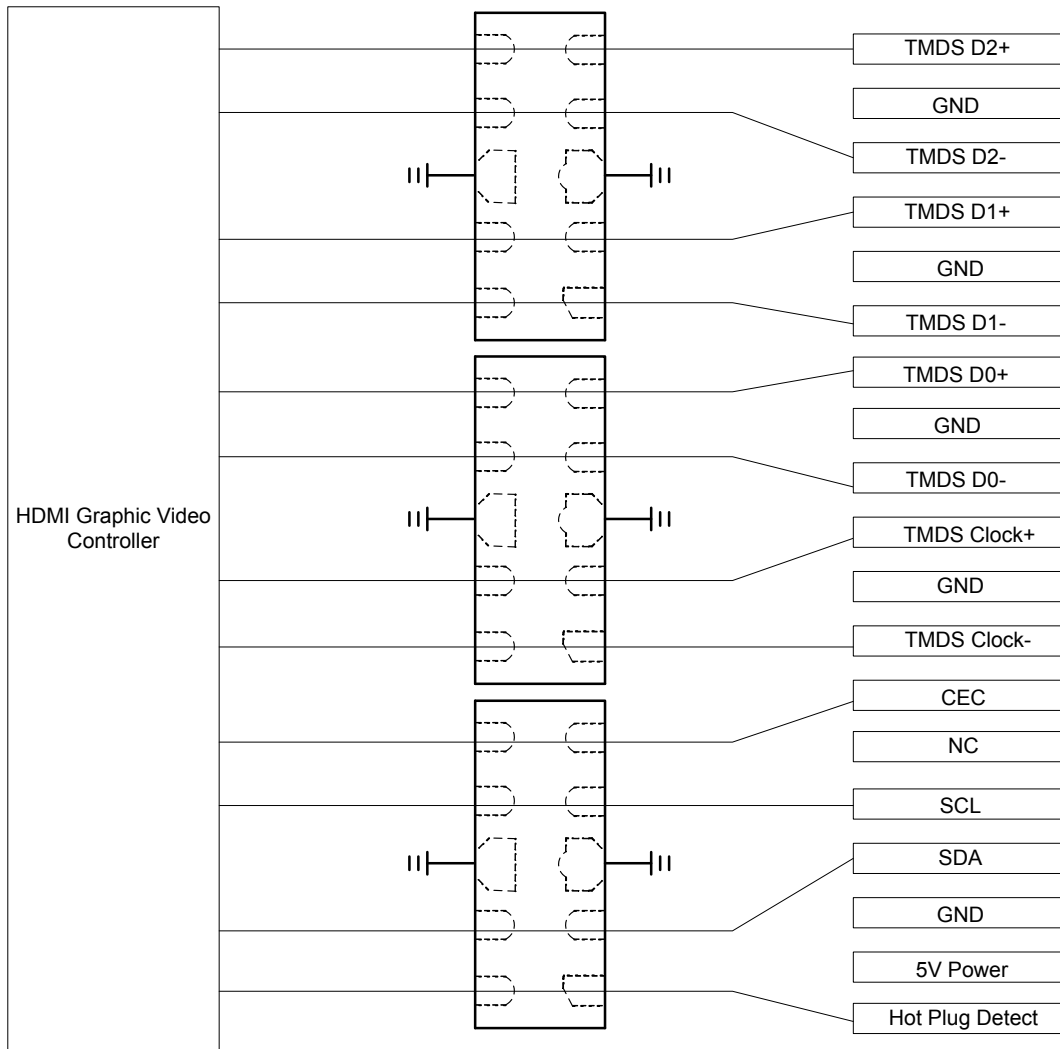 HDMI Graphic Video
Controller
TMDS D2+
GND
TMDS D2-
TMDS D1+
GND
TMDS D1-
TMDS D0+
GND
TMDS D0-
TMDS Clock+
GND
TMDS Clock-
CEC
NC
SCL
SDA
GND
5V Power
Hot Plug Detect